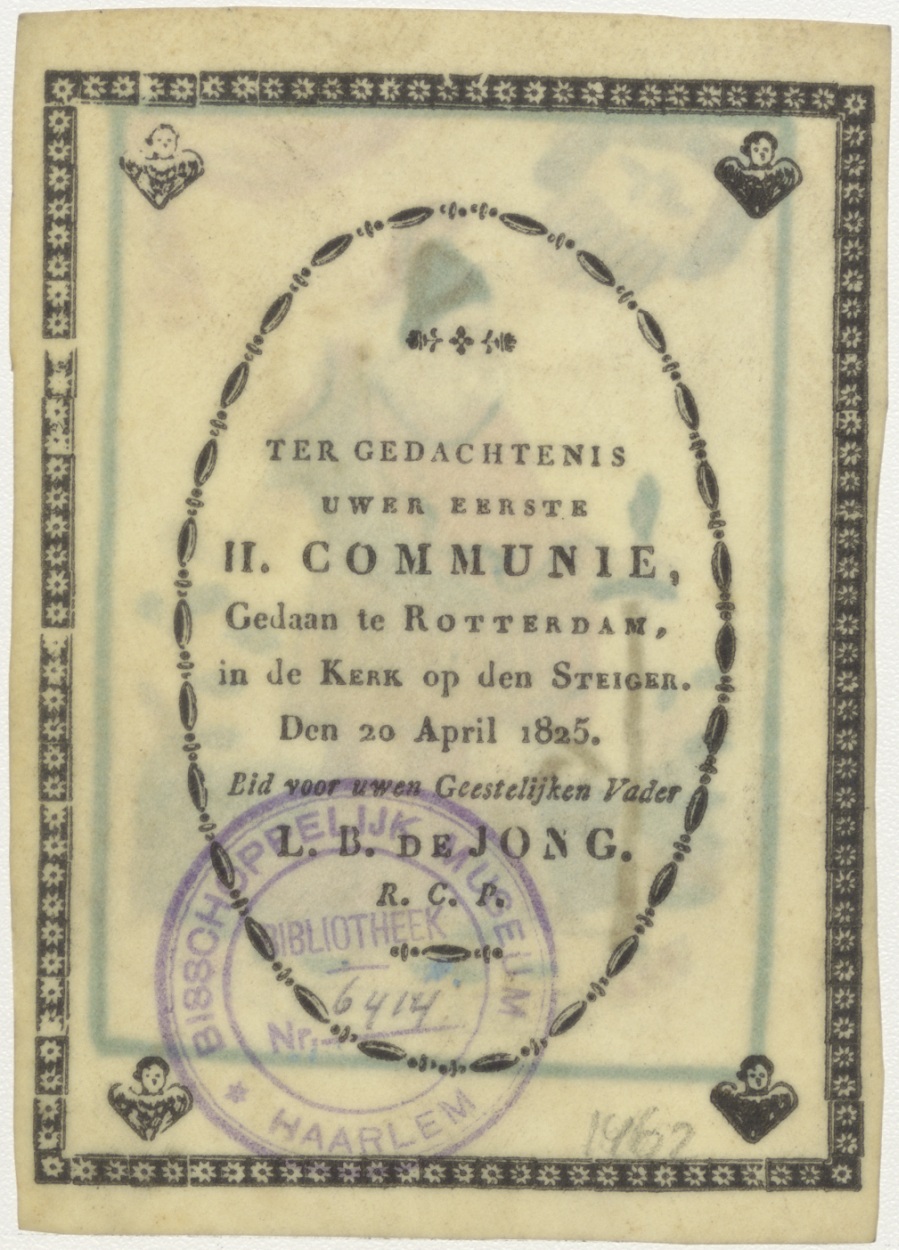 TER GEDACHTENIS
UWER EERSTE
H. COMMUNIE,
Gedaan te ROTTERDAM,
in de KERK op den STEIGER.
Den 20 April 1825.
Bid voor uwen Geestelijken Vader
L. B. DE JONG.
R. C. P.
BISSCHOPPELIJK MUSEUM
BIBLIOTHEEK
6414
Nr.
* HAARLEM